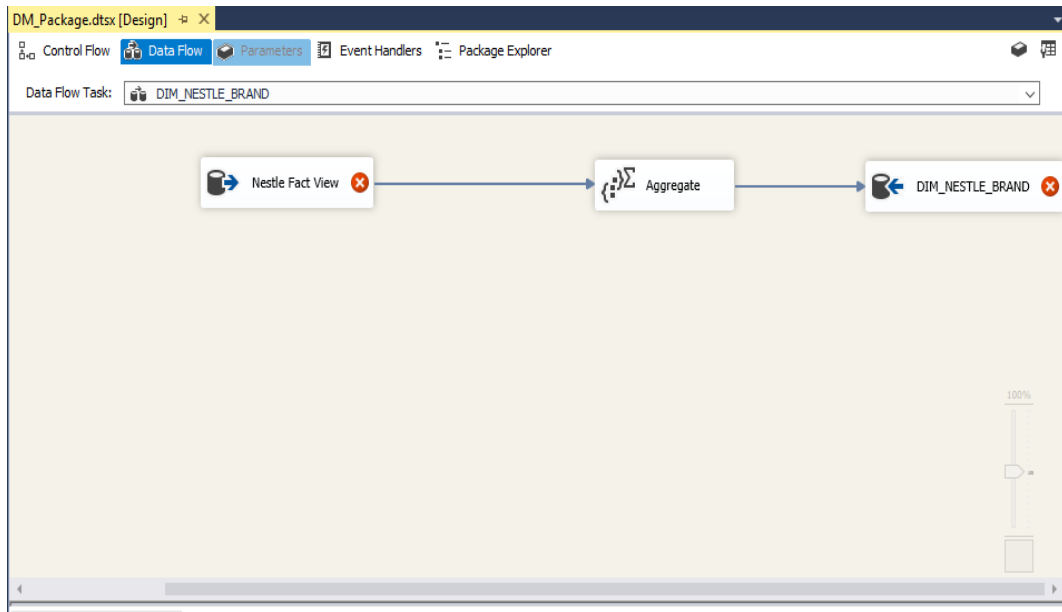 DM_Package.dtsx [Design]
Control Flow Data Flow Parameters Event Handlers Package Explorer
Data Flow Task: DIM_NESTLE_BRAND
Nestle Fact View Aggregate DIM_NESTLE_BRAND
100%